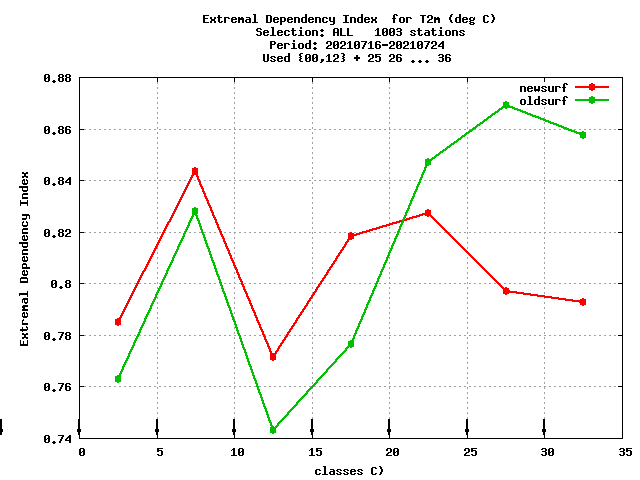 Extremal Dependency Index  for T2m (deg C)
Selection: ALL   1003 stations
Period: 20210716-20210724
Used {00,12} + 25 26 ... 36
newsurf
oldsurf
Extremal Dependency Index
0.88
0.86
0.84
0.82
0.8
0.78
0.76
0.74
0 5 10 15 20 25 30 35
classes C)